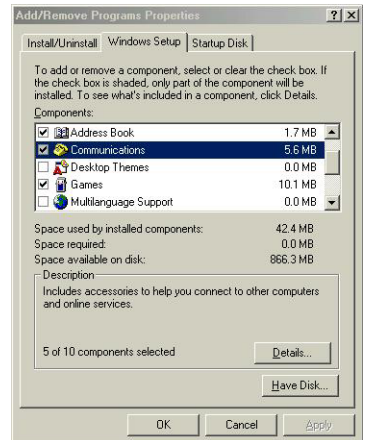 Add/Remove Programs Properties
Install/Uninstall Windows Setup Startup Disk
To add or remove a component, select or clear the check box. If
the check box is shaded, only part of the component will be
installed. To see what's included in a component, click Details.
Components:
Address Book 1.7 MB
Communications 5.6 MB
Desktop Themes 0.0 MB
Games 10.1 MB
Multilanguage Support 0.0 MB
Space used by installed components: 42.4 MB
Space required: 0.0 MB
Space available on disk: 866.3 MB
Description
Includes accessories to help you connect to other computers
and online services.
5 of 10 components selected Details...
Have Disk...
OK Cancel Apply